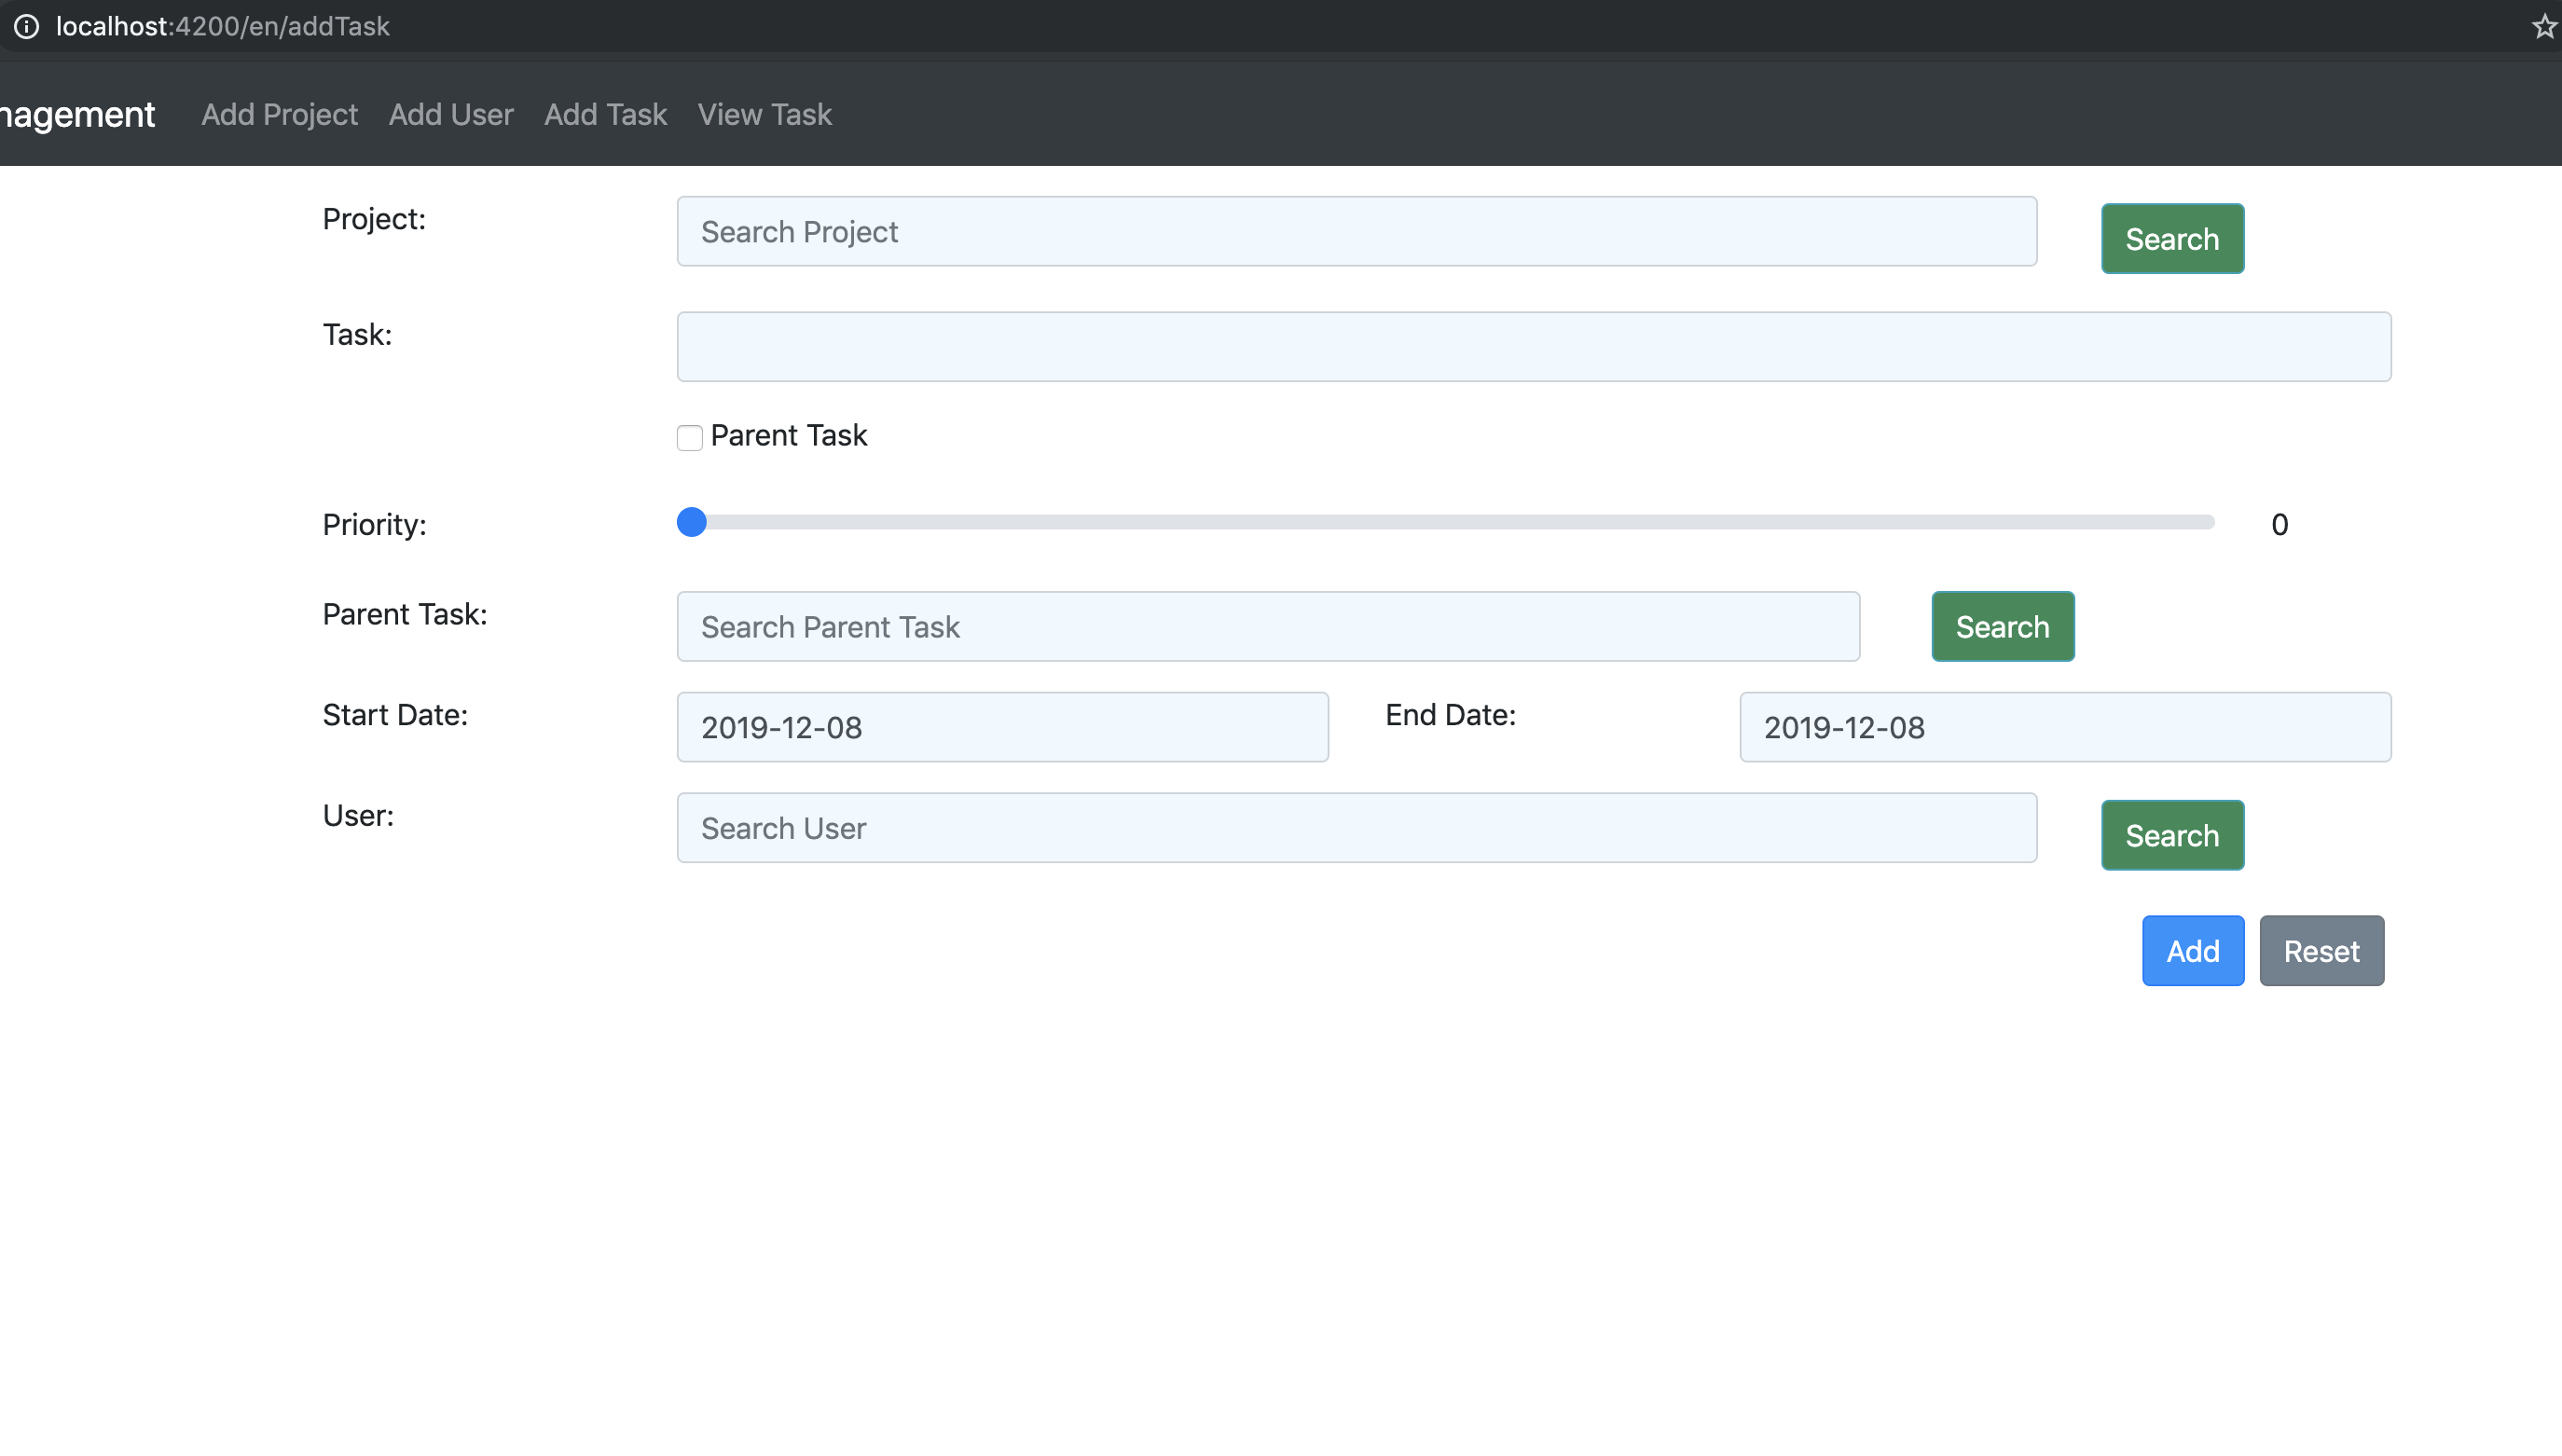 localhost:4200/en/addTask
nagement Add Project Add User Add Task View Task
Project: Search Project Search
Task:
Parent Task
Priority: 0
Parent Task: Search Parent Task Search
Start Date: 2019-12-08 End Date: 2019-12-08
User: Search User Search
Add Reset